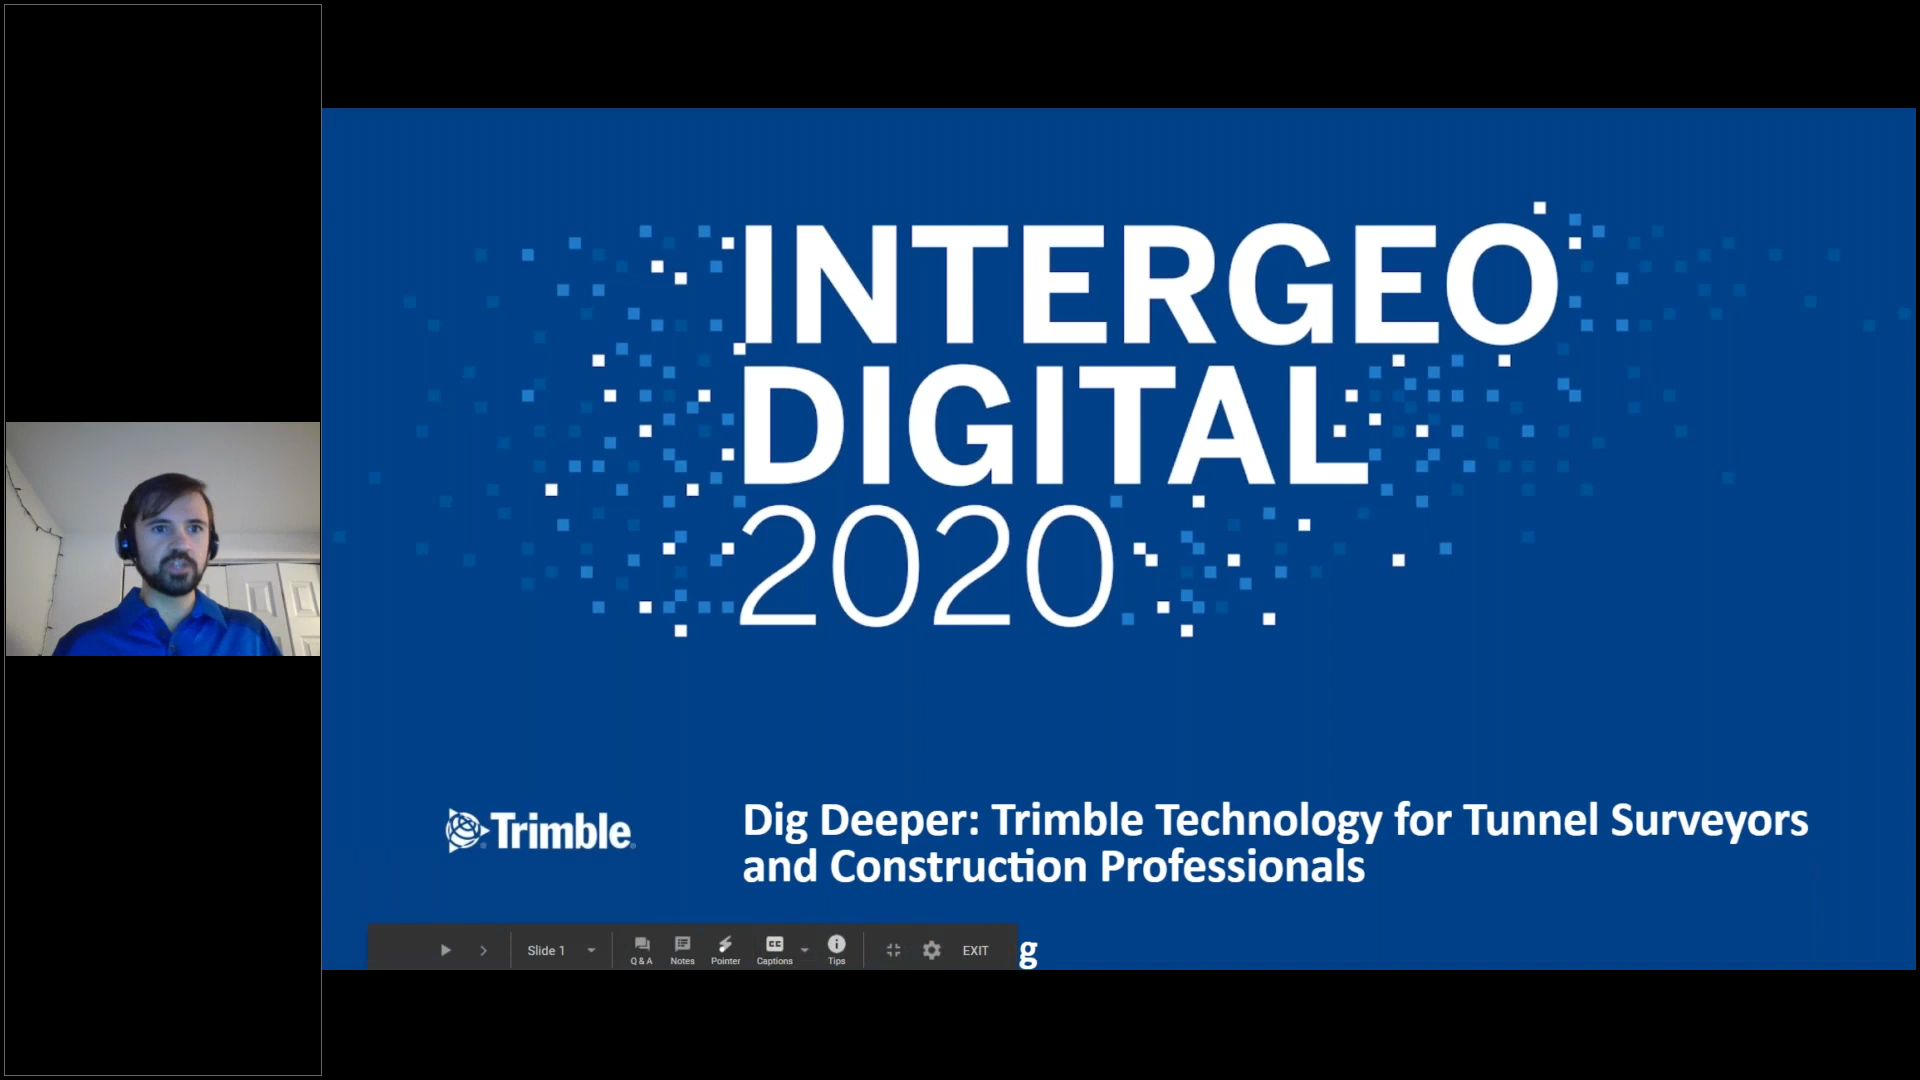 INTERGEO
DIGITAL
2020
Trimble
Dig Deeper: Trimble Technology for Tunnel Surveyors
and Construction Professionals
Slide 1
Q & A
Notes
Pointer
CC
Captions
Tips
EXIT